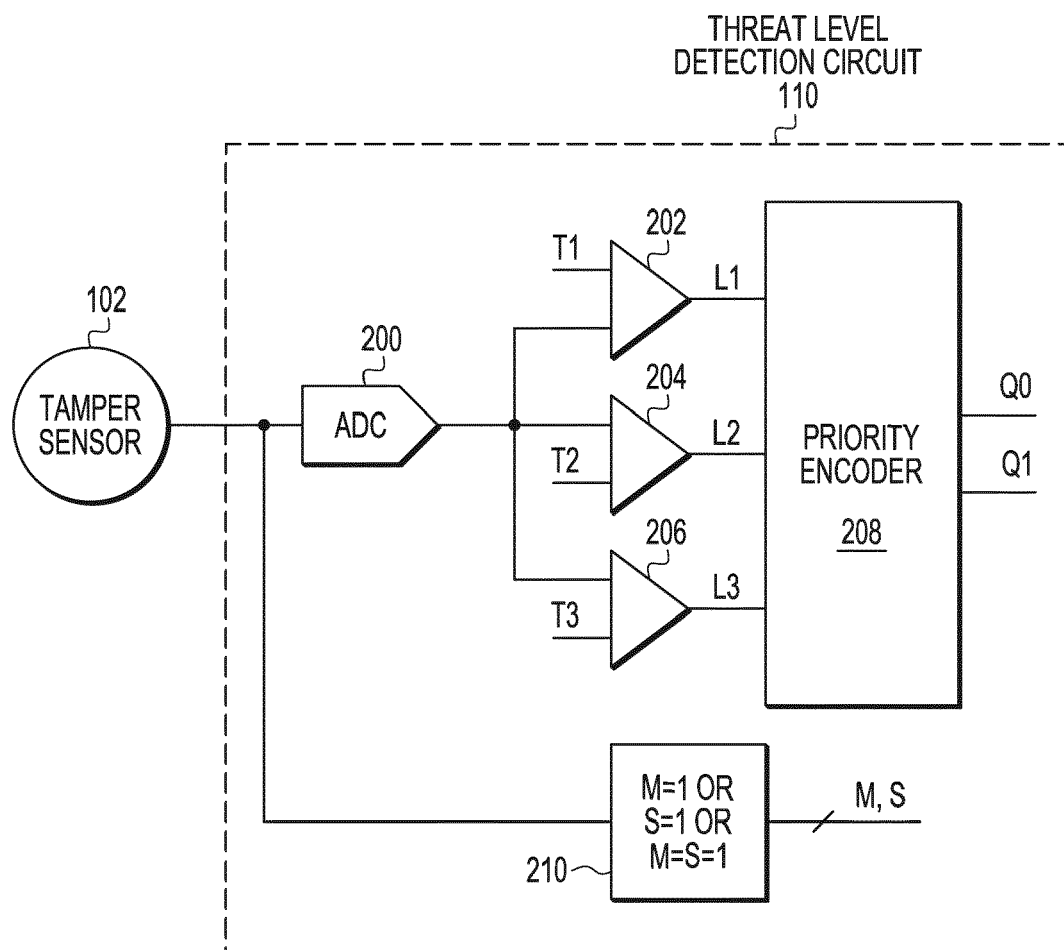 THREAT LEVEL
DETECTION CIRCUIT
110
202
T1
L1
102
200
204
TAMPER
SENSOR
ADC
T2
L2
Q0
PRIORITY
ENCODER
Q1
208
206
T3
L3
M=1 OR
S=1 OR
M=S=1
M, S
210